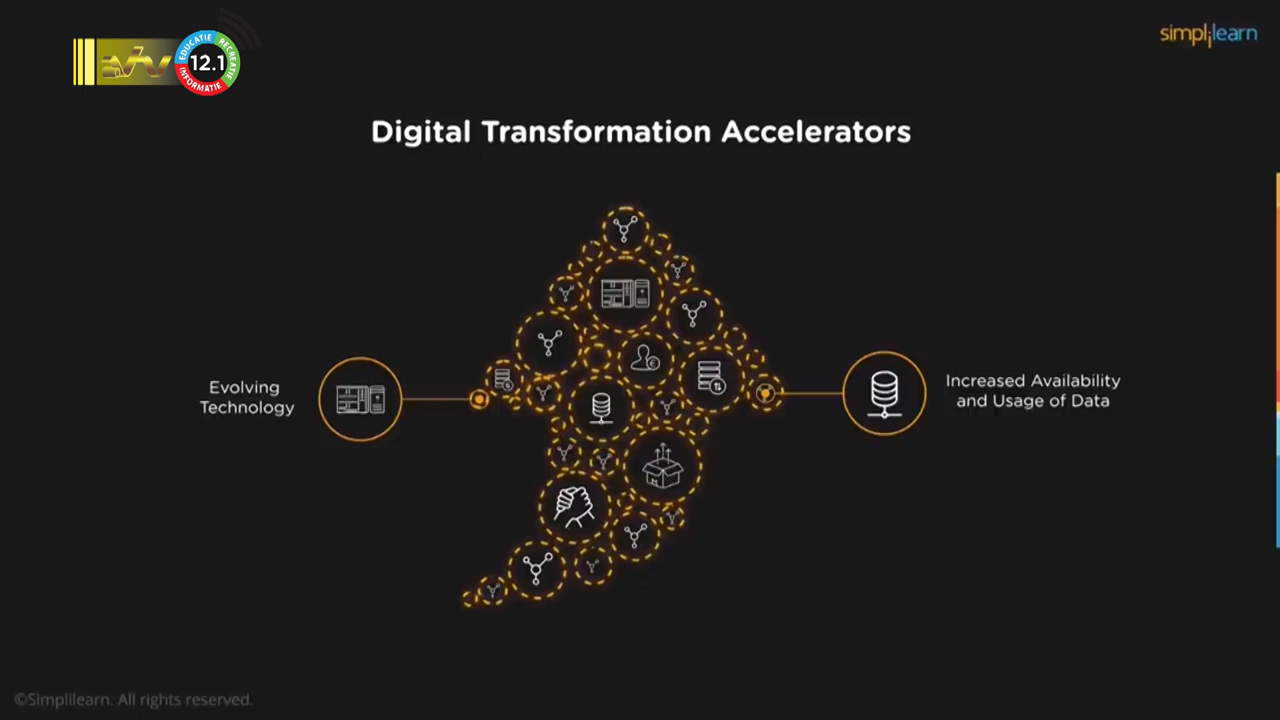 EDUCATIE
RECREATIE
INFORMATIE
12.1
simplilearn
Digital Transformation Accelerators
Evolving
Technology
Increased Availability
and Usage of Data
©Simplilearn. All rights reserved.